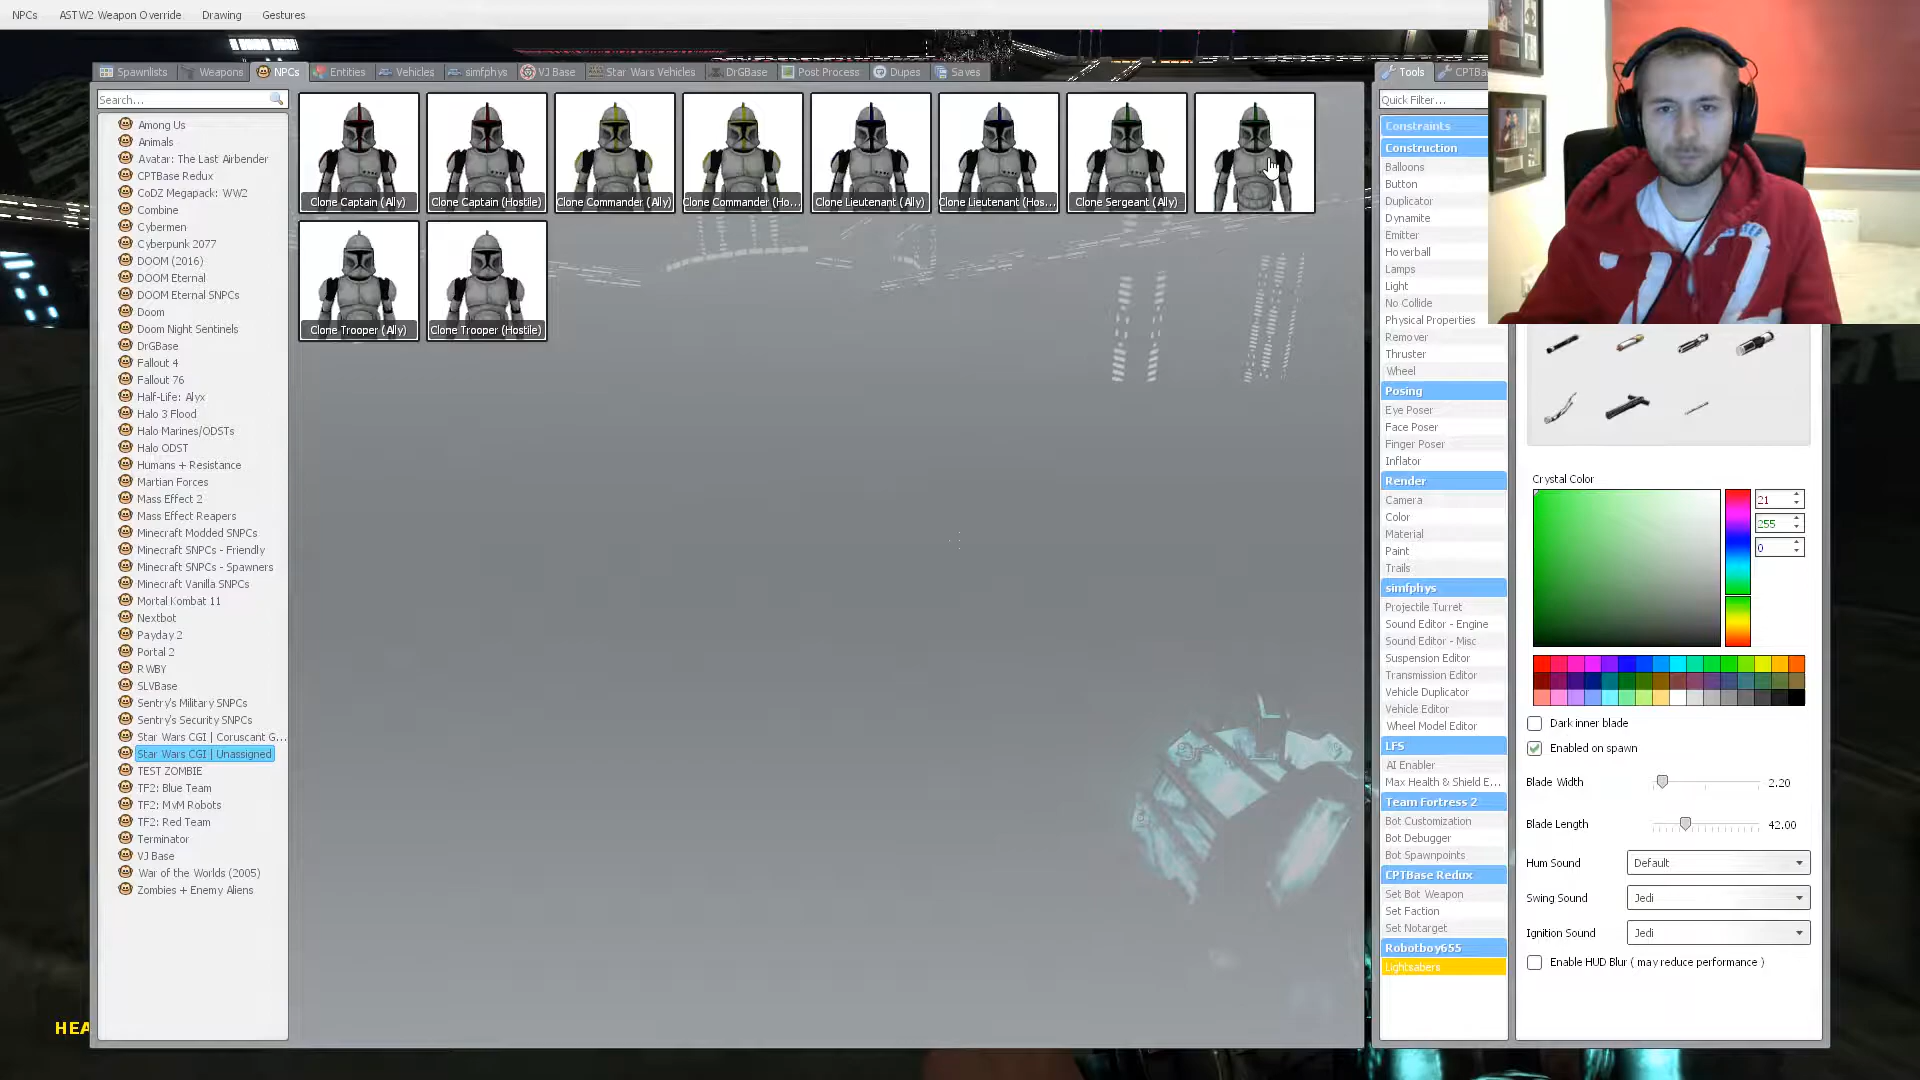 NPCs ASTW2 Weapon Override Drawing Gestures
Spawnlists Weapons NPCs Entities Vehicles simfphys VJ Base Star Wars Vehicles DrGBase Post Process Dupes Saves
Search...
Among Us
Animals
Avatar: The Last Airbender
CPTBase Redux
CoDZ Megapack: WW2
Combine
Cybermen
Cyberpunk 2077
DOOM (2016)
DOOM Eternal
DOOM Eternal SNPCs
Doom
Doom Night Sentinels
DrGBase
Fallout 4
Fallout 76
Half-Life: Alyx
Halo 3 Flood
Halo Marines/ODSTs
Halo ODST
Humans + Resistance
Martian Forces
Mass Effect 2
Mass Effect Reapers
Minecraft Modded SNPCs
Minecraft SNPCs - Friendly
Minecraft SNPCs - Spawners
Minecraft Vanilla SNPCs
Mortal Kombat 11
Nextbot
Payday 2
Portal 2
RWBY
SLVBase
Sentry's Military SNPCs
Sentry's Security SNPCs
Star Wars CGI | Coruscant G...
Star Wars CGI | Unassigned
TEST ZOMBIE
TF2: Blue Team
TF2: MvM Robots
TF2: Red Team
Terminator
VJ Base
War of the Worlds (2005)
Zombies + Enemy Aliens
Clone Captain (Ally) Clone Captain (Hostile) Clone Commander (Ally) Clone Commander (Ho... Clone Lieutenant (Ally) Clone Lieutenant (Hos... Clone Sergeant (Ally)
Clone Trooper (Ally) Clone Trooper (Hostile)
HEA
Tools CPTBa
Quick Filter...
Constraints
Construction
Balloons
Button
Duplicator
Dynamite
Emitter
Hoverball
Lamps
Light
No Collide
Physical Properties
Remover
Thruster
Wheel
Posing
Eye Poser
Face Poser
Finger Poser
Inflator
Render
Camera
Color
Material
Paint
Trails
simfphys
Projectile Turret
Sound Editor - Engine
Sound Editor - Misc
Suspension Editor
Transmission Editor
Vehicle Duplicator
Vehicle Editor
Wheel Model Editor
LFS
AI Enabler
Max Health & Shield E...
Team Fortress 2
Bot Customization
Bot Debugger
Bot Spawnpoints
CPTBase Redux
Set Bot Weapon
Set Faction
Set Notarget
Robotboy655
Lightsabers
Crystal Color
21
255
0
Dark inner blade
Enabled on spawn
Blade Width 2.20
Blade Length 42.00
Hum Sound Default
Swing Sound Jedi
Ignition Sound Jedi
Enable HUD Blur ( may reduce performance )